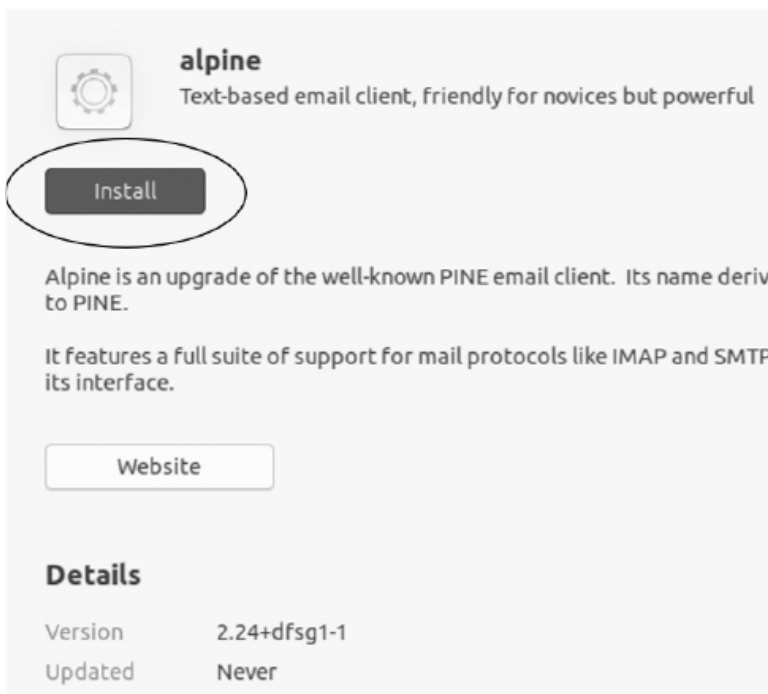 alpine
Text-based email client, friendly for novices but powerful
Install
Alpine is an upgrade of the well-known PINE email client. Its name
to PINE.
It features a full suite of support for mail protocols like IMAP and
its interface.
Website
Details
Version 2.24+dfsg1-1
Updated Never